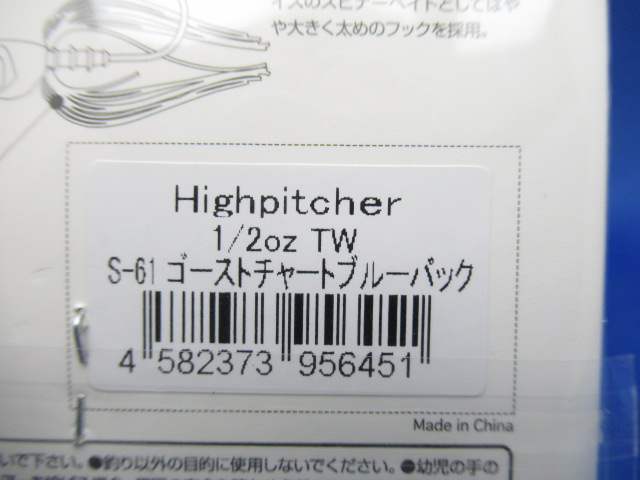 イズのスピナーベイトとしてはや
や大きく太めのフックを採用。
Highpitcher
1/2oz TW
S-61 ゴーストチャートブルーバック
4 582373 956451
Made in China
いで下さい。●釣り以外の目的に使用しないでください。●幼児の手の